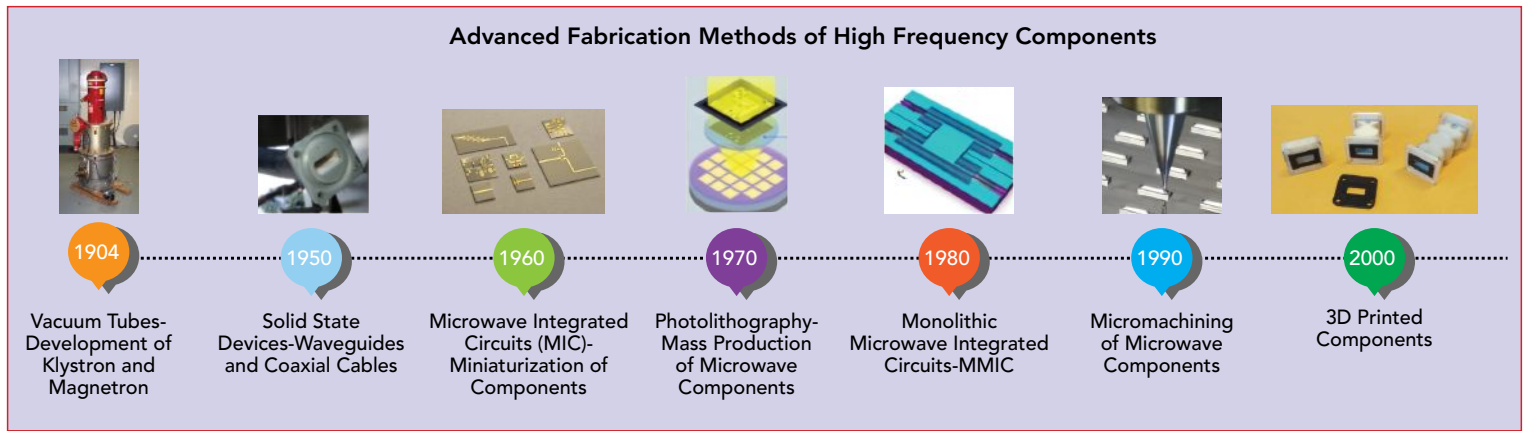 Advanced Fabrication Methods of High Frequency Components
1904
1950
1960
1970
1980
1990
2000
Vacuum Tubes-
Development of
Klystron and
Magnetron
Solid State
Devices-Waveguides
and Coaxial Cables
Microwave Integrated
Circuits (MIC)-
Miniaturization of
Components
Photolithography-
Mass Production
of Microwave
Components
Monolithic
Microwave Integrated
Circuits-MMIC
Micromachining
of Microwave
Components
3D Printed
Components